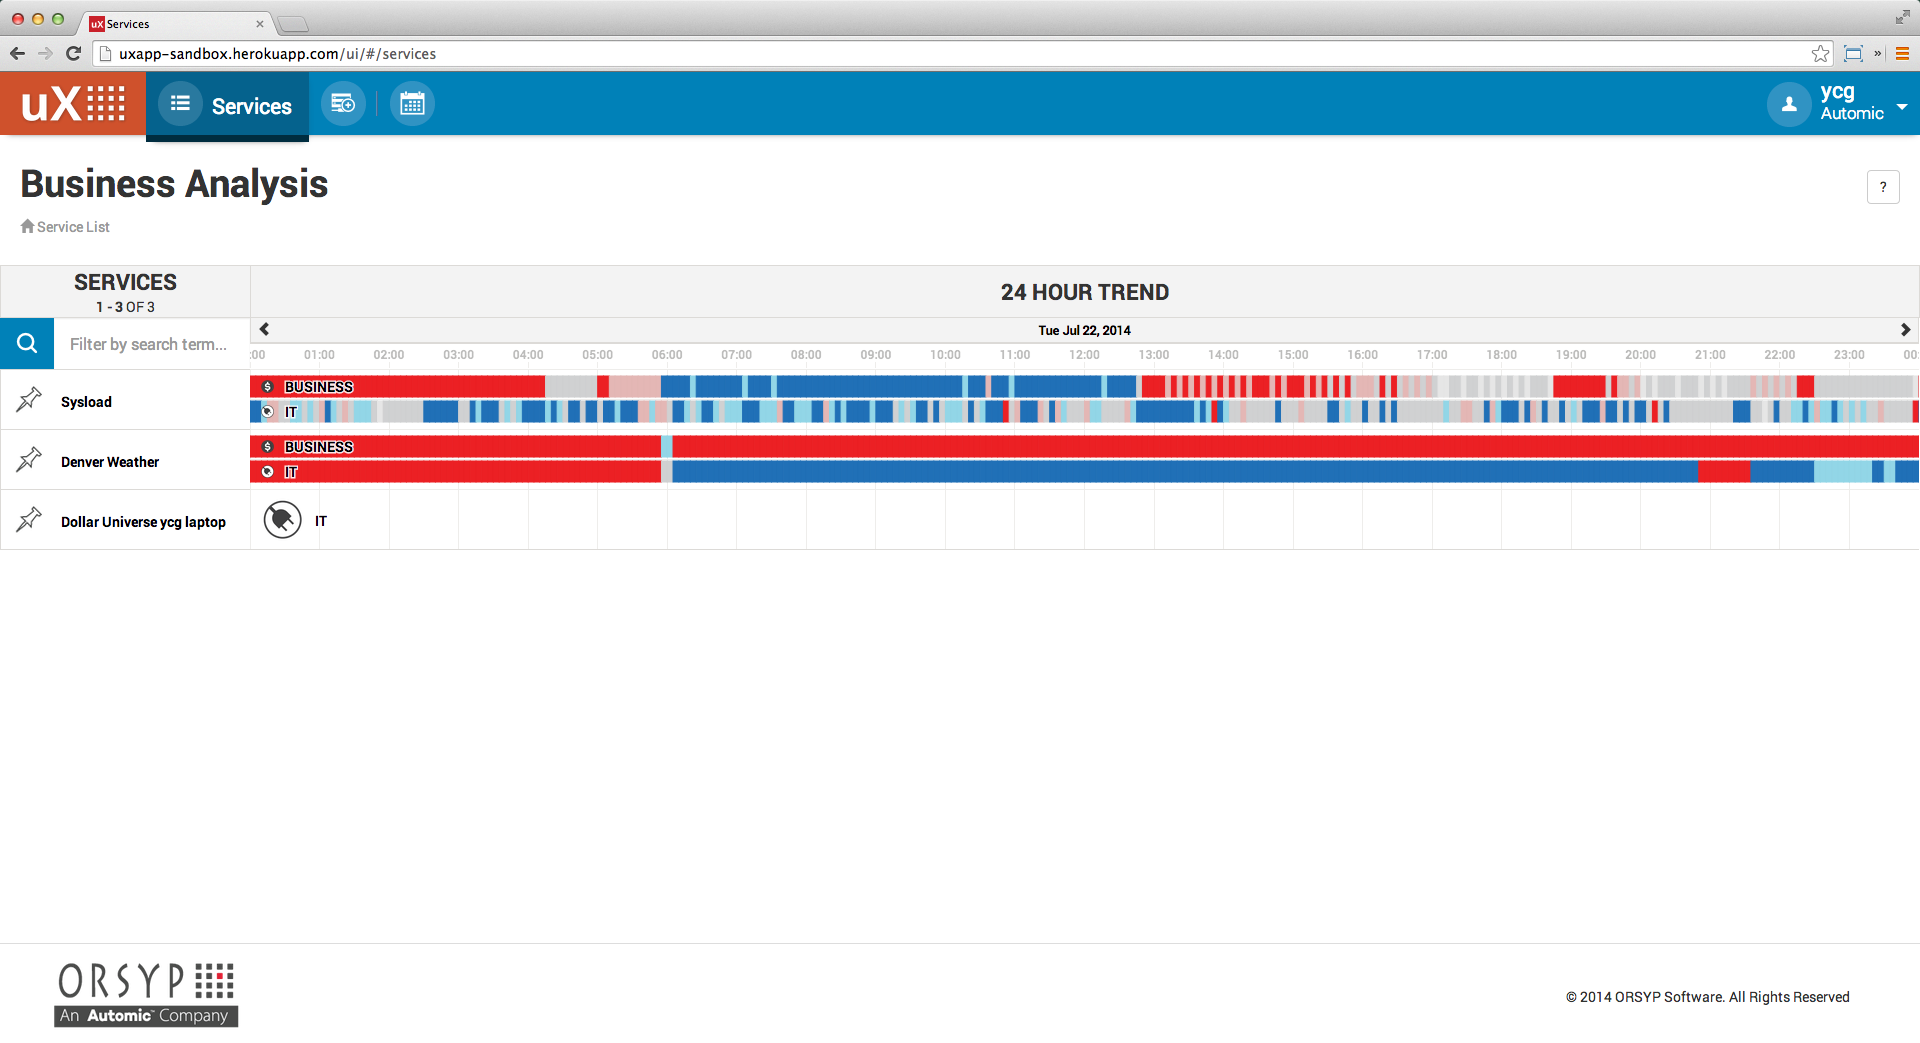 uX Services
uxapp-sandbox.herokuapp.com/ui/#/services
»
uX
Services
ycg
Automic
Business Analysis
?
Service List
SERVICES
1 - 3 OF 3
24 HOUR TREND
Tue Jul 22, 2014
Filter by search term...
:00 01:00 02:00 03:00 04:00 05:00 06:00 07:00 08:00 09:00 10:00 11:00 12:00 13:00 14:00 15:00 16:00 17:00 18:00 19:00 20:00 21:00 22:00 23:00 00:
Sysload
$ BUSINESS
IT
Denver Weather
$ BUSINESS
IT
Dollar Universe ycg laptop
IT
ORSYP
An Automic™ Company
© 2014 ORSYP Software. All Rights Reserved